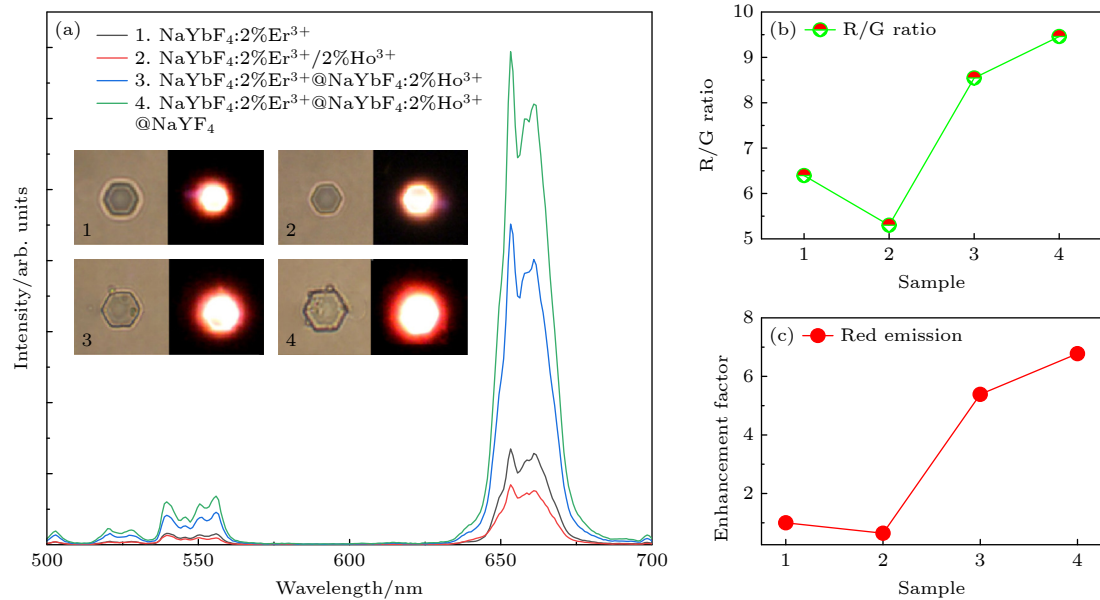 (a)
1. NaYbF₄:2%Er³⁺
2. NaYbF₄:2%Er³⁺/2%Ho³⁺
3. NaYbF₄:2%Er³⁺@NaYbF₄:2%Ho³⁺
4. NaYbF₄:2%Er³⁺@NaYbF₄:2%Ho³⁺
@NaYF₄
1
2
3
4
Intensity/arb. units
500
550
600
650
700
Wavelength/nm
(b)
R/G ratio
R/G ratio
10
9
8
7
6
5
1
2
3
4
Sample
(c)
Red emission
Enhancement factor
8
6
4
2
1
2
3
4
Sample